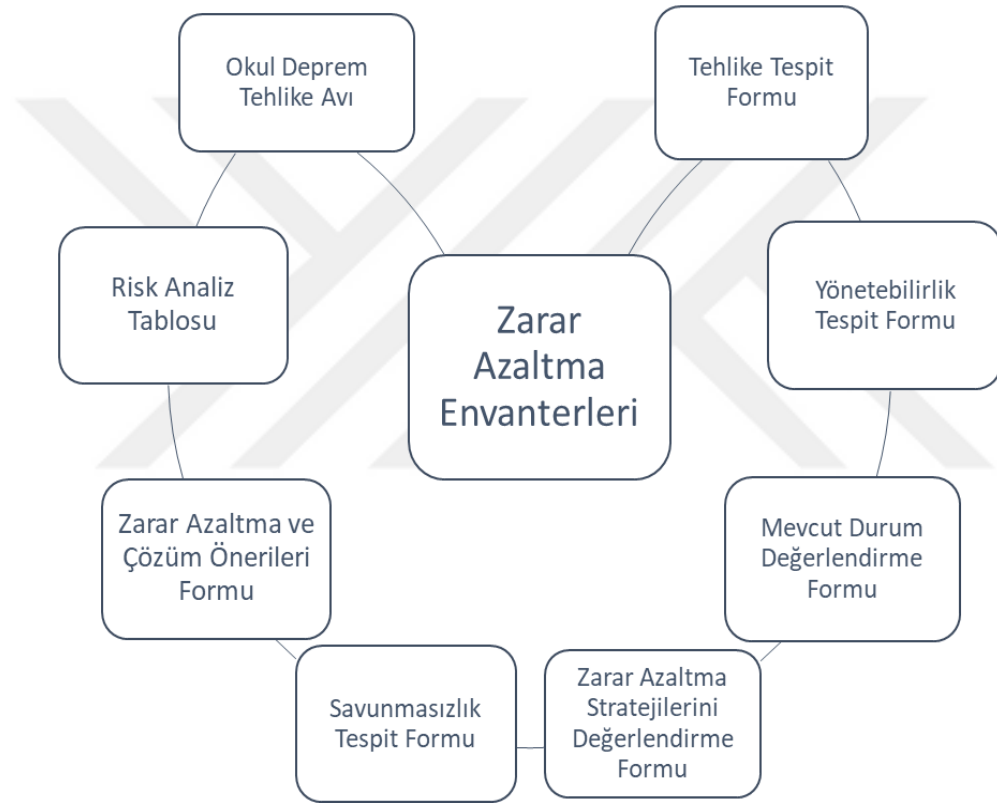 Okul Deprem
Tehlike Avı
Tehlike Tespit
Formu
Risk Analiz
Tablosu
Zarar
Azaltma
Envanterleri
Yönetebilirlik
Tespit Formu
Zarar Azaltma ve
Çözüm Önerileri
Formu
Mevcut Durum
Değerlendirme
Formu
Savunmasızlık
Tespit Formu
Zarar Azaltma
Stratejilerini
Değerlendirme
Formu